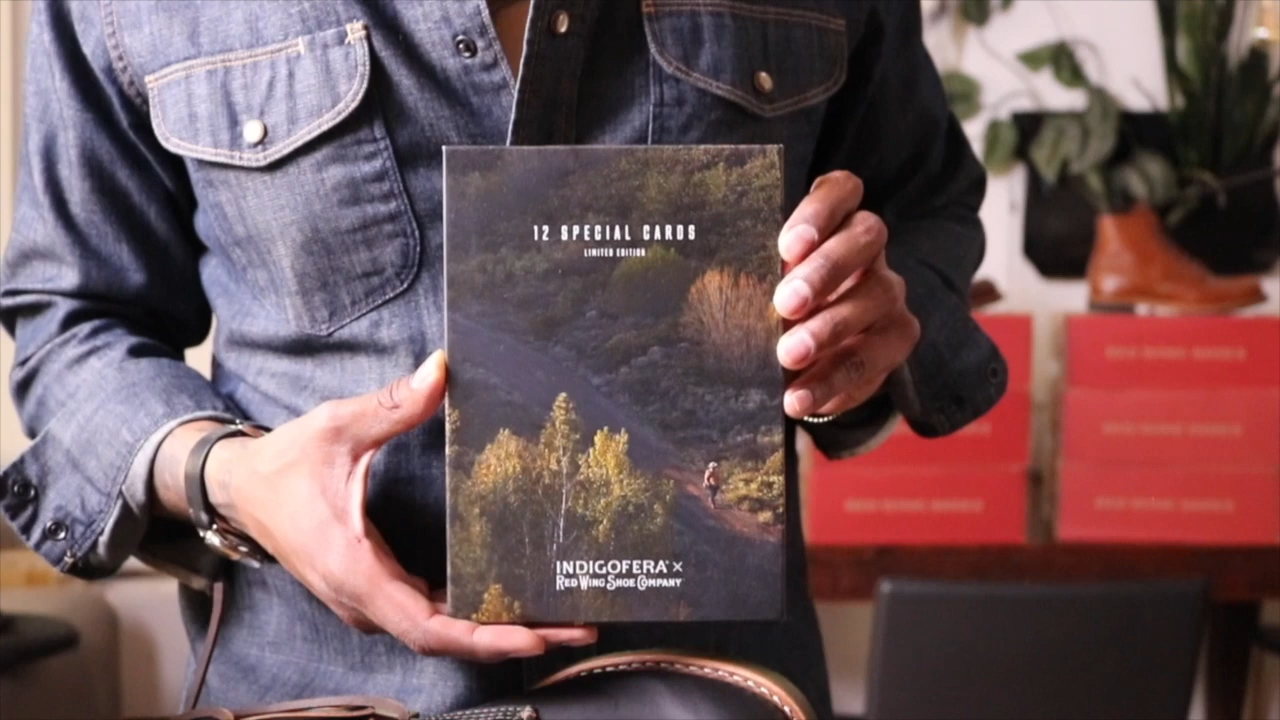 12 SPECIAL CARDS
LIMITED EDITION
INDIGOFERA® ×
RED WING SHOE COMPANY